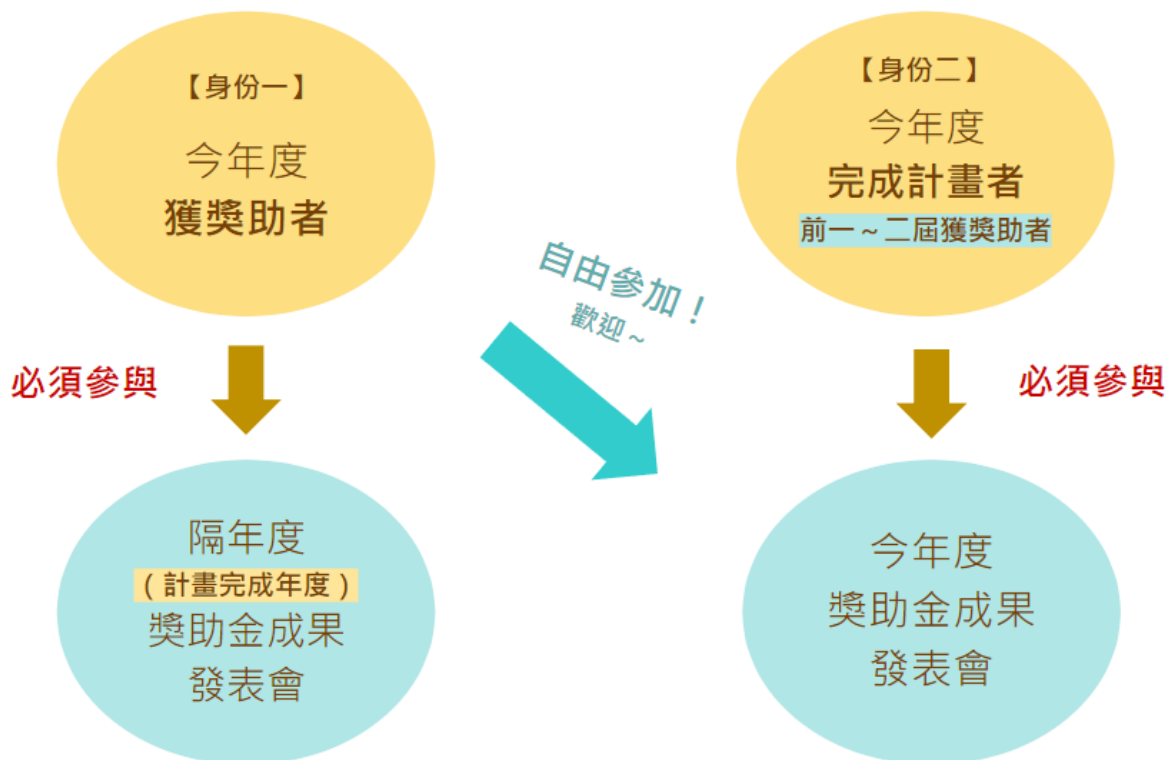 【身份一】
今年度
獲獎助者
【身份二】
今年度
完成計畫者
前一~二屆獲獎助者
自由參加！
歡迎~
必須參與
必須參與
隔年度
（計畫完成年度）
獎助金成果
發表會
今年度
獎助金成果
發表會